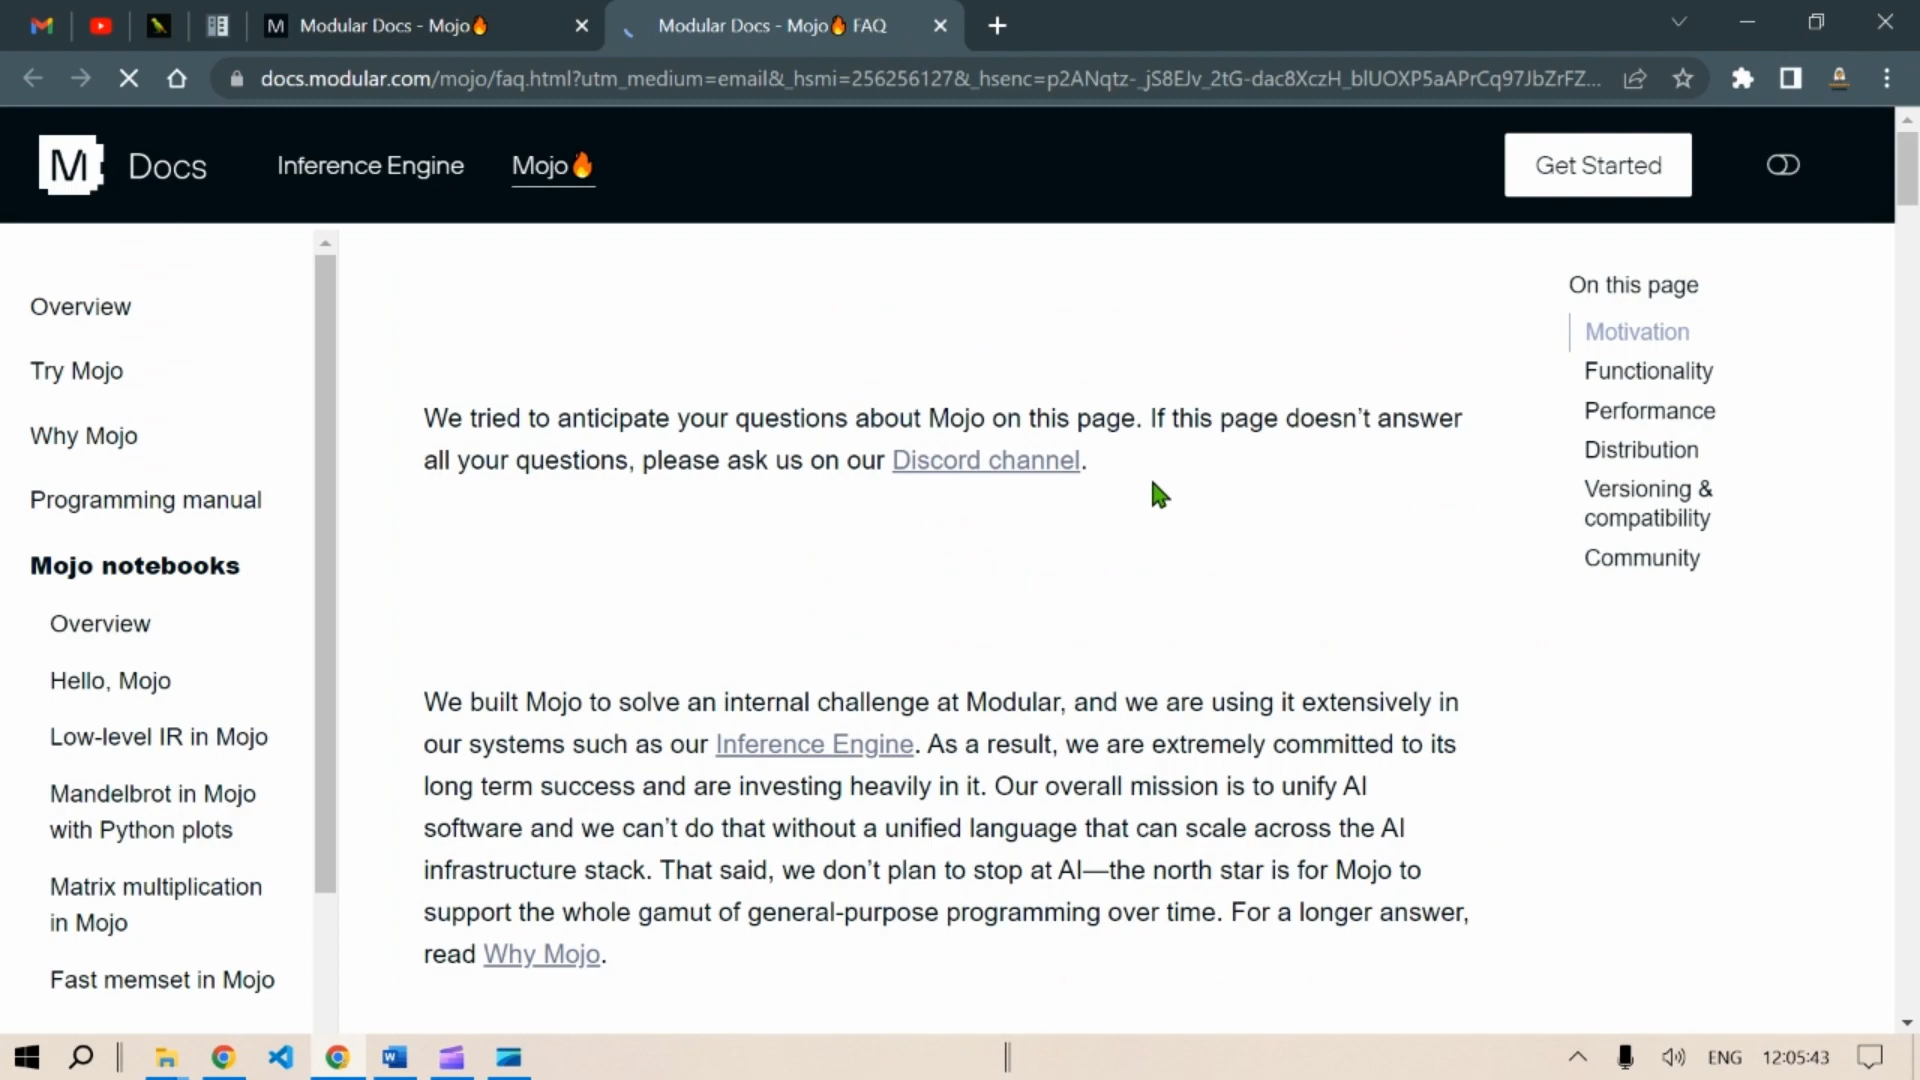 Modular Docs - Mojo🔥
Modular Docs - Mojo🔥 FAQ
docs.modular.com/mojo/faq.html?utm_medium=email&_hsmi=256256127&_hsenc=p2ANqtz-_jS8EJv_2tG-dac8XczH_blUOXP5aAPrCq97JbZrFZ...
M Docs
Inference Engine
Mojo🔥
Get Started
Overview
Try Mojo
Why Mojo
Programming manual
Mojo notebooks
Overview
Hello, Mojo
Low-level IR in Mojo
Mandelbrot in Mojo
with Python plots
Matrix multiplication
in Mojo
Fast memset in Mojo
We tried to anticipate your questions about Mojo on this page. If this page doesn’t answer
all your questions, please ask us on our Discord channel.
We built Mojo to solve an internal challenge at Modular, and we are using it extensively in
our systems such as our Inference Engine. As a result, we are extremely committed to its
long term success and are investing heavily in it. Our overall mission is to unify AI
software and we can’t do that without a unified language that can scale across the AI
infrastructure stack. That said, we don’t plan to stop at AI—the north star is for Mojo to
support the whole gamut of general-purpose programming over time. For a longer answer,
read Why Mojo.
On this page
Motivation
Functionality
Performance
Distribution
Versioning &
compatibility
Community
ENG
12:05:43